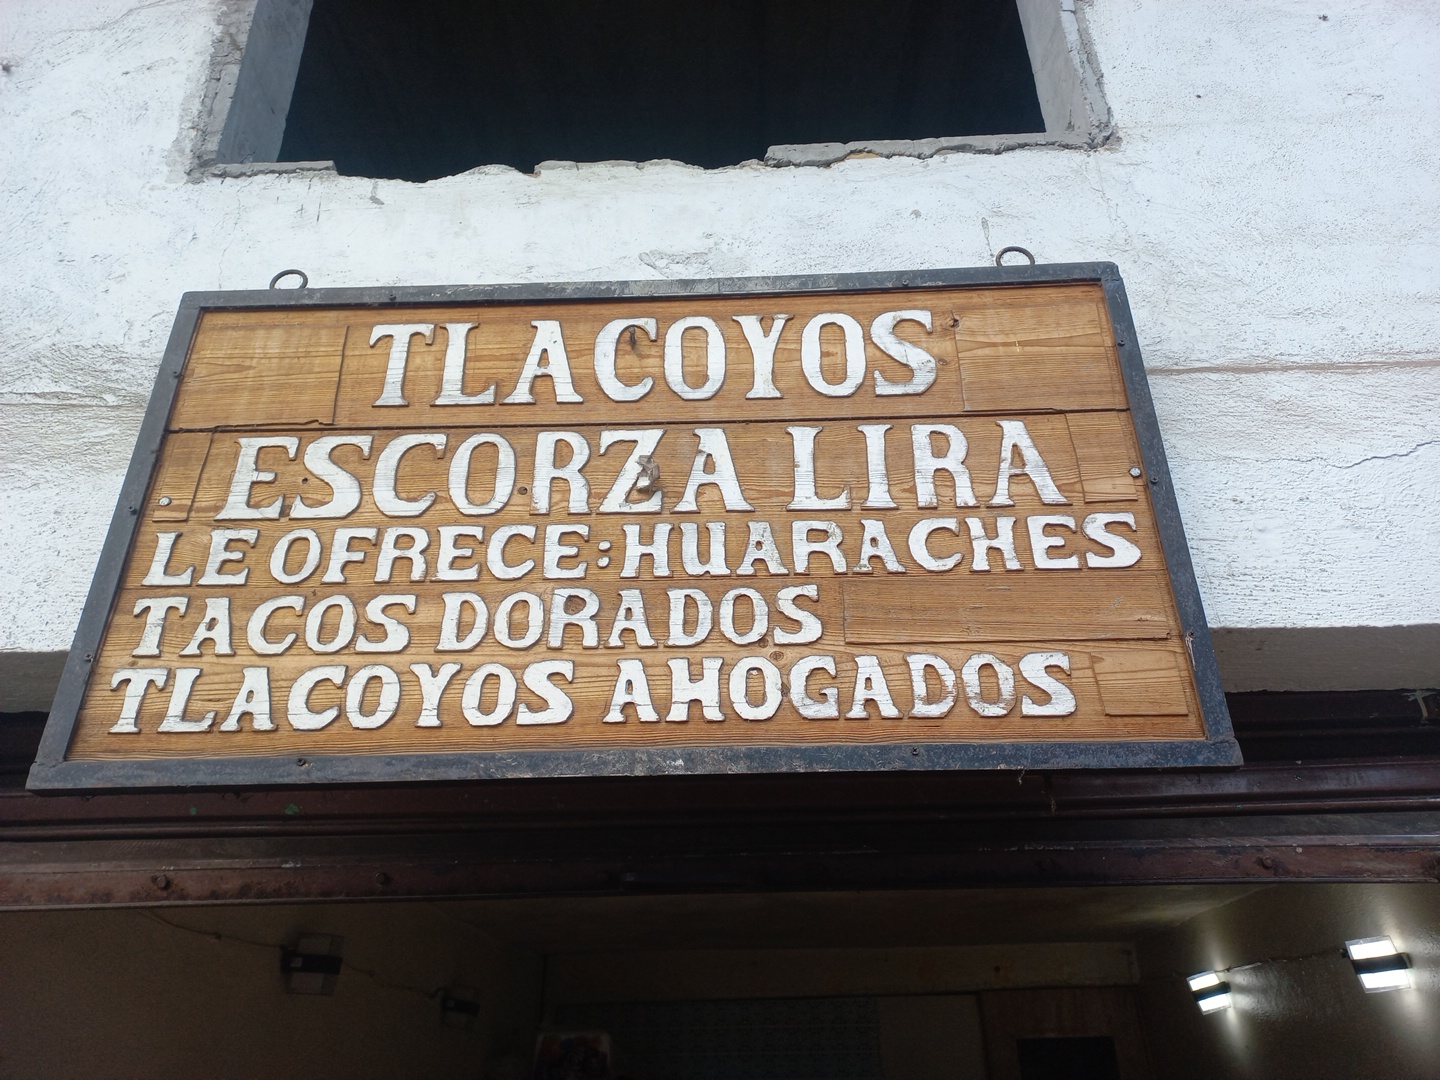 TLACOYOS
ESCORZA LIRA
LE OFRECE: HUARACHES
TACOS DORADOS
TLACOYOS AHOGADOS